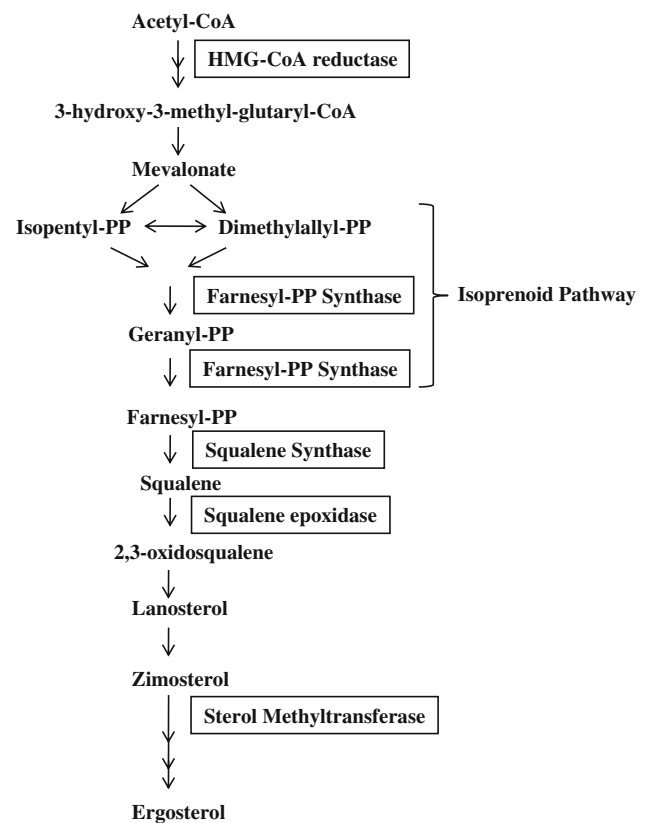 Acetyl-CoA
HMG-CoA reductase
3-hydroxy-3-methyl-glutaryl-CoA
Mevalonate
Isopentyl-PP
Dimethylallyl-PP
Farnesyl-PP Synthase
Isoprenoid Pathway
Geranyl-PP
Farnesyl-PP Synthase
Farnesyl-PP
Squalene Synthase
Squalene
Squalene epoxidase
2,3-oxidosqualene
Lanosterol
Zimosterol
Sterol Methyltransferase
Ergosterol